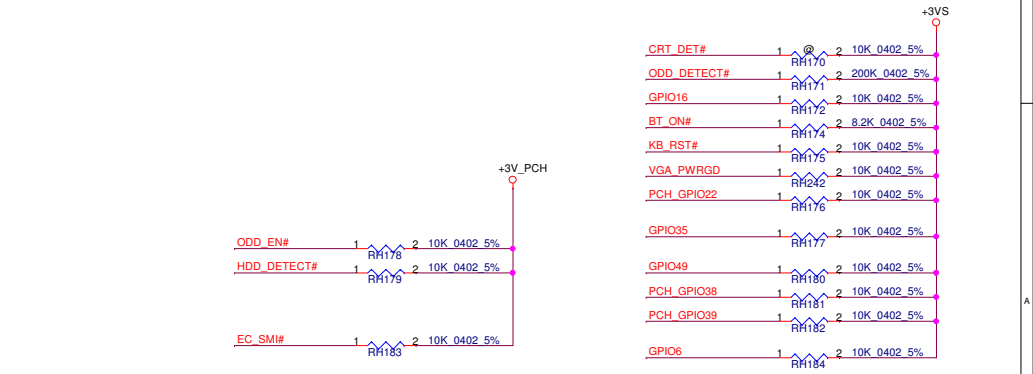 +3VS
CRT_DET# 1 @ 2 10K_0402_5%
RH170
ODD_DETECT# 1 2 200K_0402_5%
RH171
GPIO16 1 2 10K_0402_5%
RH172
BT_ON# 1 2 8.2K_0402_5%
RH174
KB_RST# 1 2 10K_0402_5%
RH175
VGA_PWRGD 1 2 10K_0402_5%
RH242
PCH_GPIO22 1 2 10K_0402_5%
RH176
GPIO35 1 2 10K_0402_5%
RH177
GPIO49 1 2 10K_0402_5%
RH180
PCH_GPIO38 1 2 10K_0402_5%
RH181
PCH_GPIO39 1 2 10K_0402_5%
RH182
GPIO6 1 2 10K_0402_5%
RH184
+3V_PCH
ODD_EN# 1 2 10K_0402_5%
RH178
HDD_DETECT# 1 2 10K_0402_5%
RH179
EC_SMI# 1 2 10K_0402_5%
RH183
A